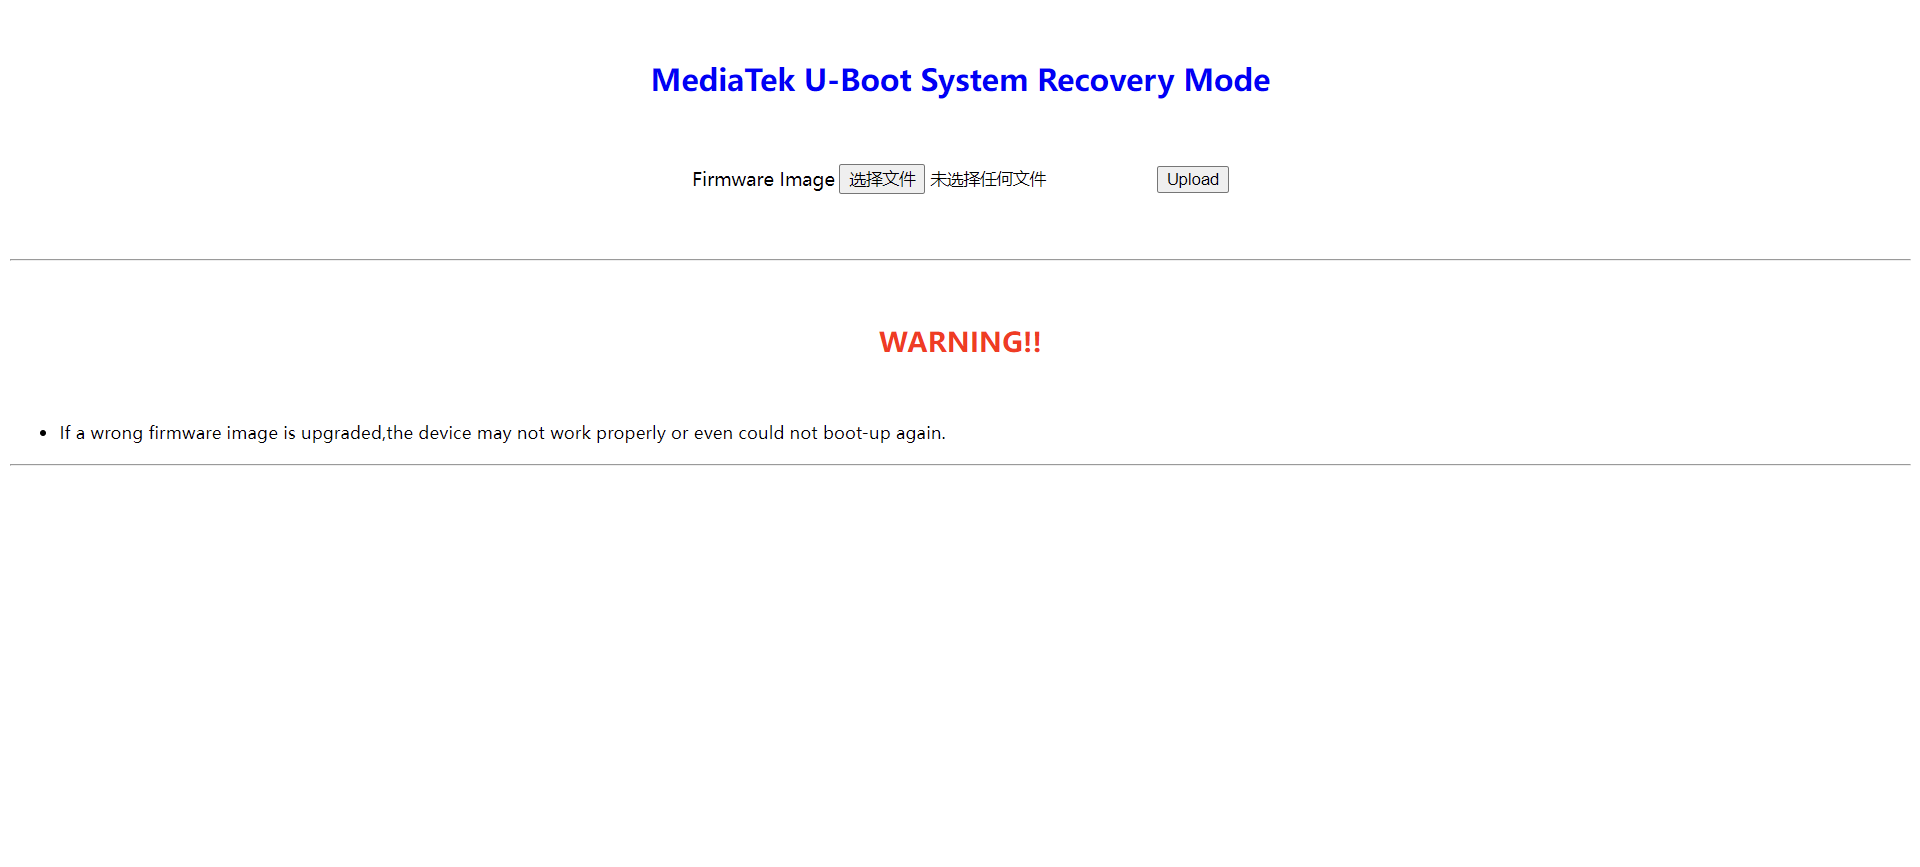 MediaTek U-Boot System Recovery Mode
Firmware Image 选择文件 未选择任何文件 Upload
WARNING!!
• If a wrong firmware image is upgraded,the device may not work properly or even could not boot-up again.